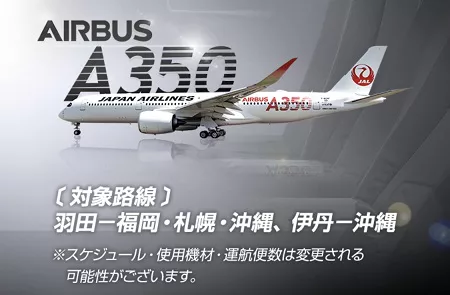 AIRBUS
A350
JAPAN AIRLINES AIRBUS A350
JAL
〔対象路線〕
羽田－福岡・札幌・沖縄、伊丹－沖縄
※スケジュール・使用機材・運航便数は変更される
可能性がございます。